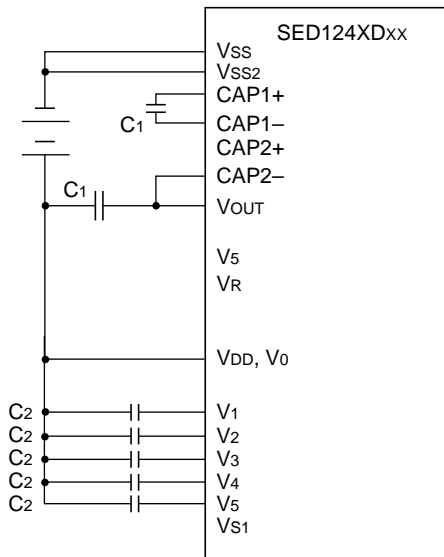 SED124XDXX
VSS
VSS2
CAP1+
C1
CAP1–
CAP2+
CAP2–
C1
VOUT
V5
VR
VDD, V0
C2
V1
C2
V2
C2
V3
C2
V4
C2
V5
VS1